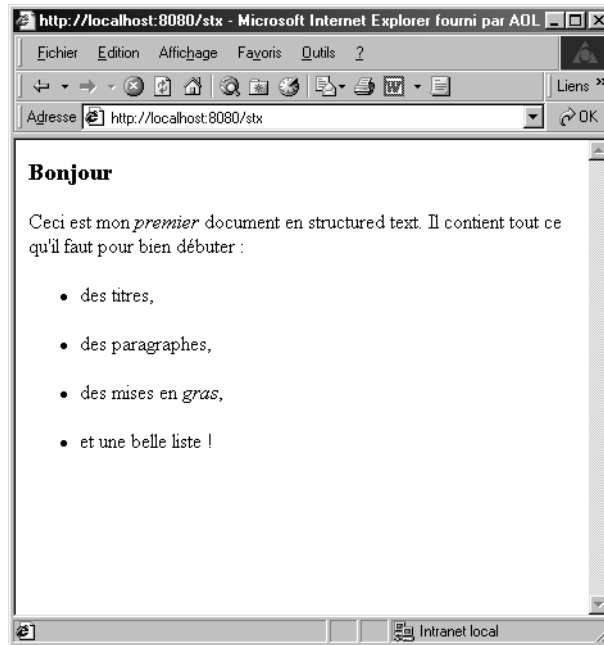 http://localhost:8080/stx - Microsoft Internet Explorer fourni par AOL
Fichier Edition Affichage Favoris Outils ?
Liens »
Adresse http://localhost:8080/stx OK
Bonjour
Ceci est mon premier document en structured text. Il contient tout ce
qu'il faut pour bien débuter :
• des titres,
• des paragraphes,
• des mises en gras,
• et une belle liste !
Intranet local